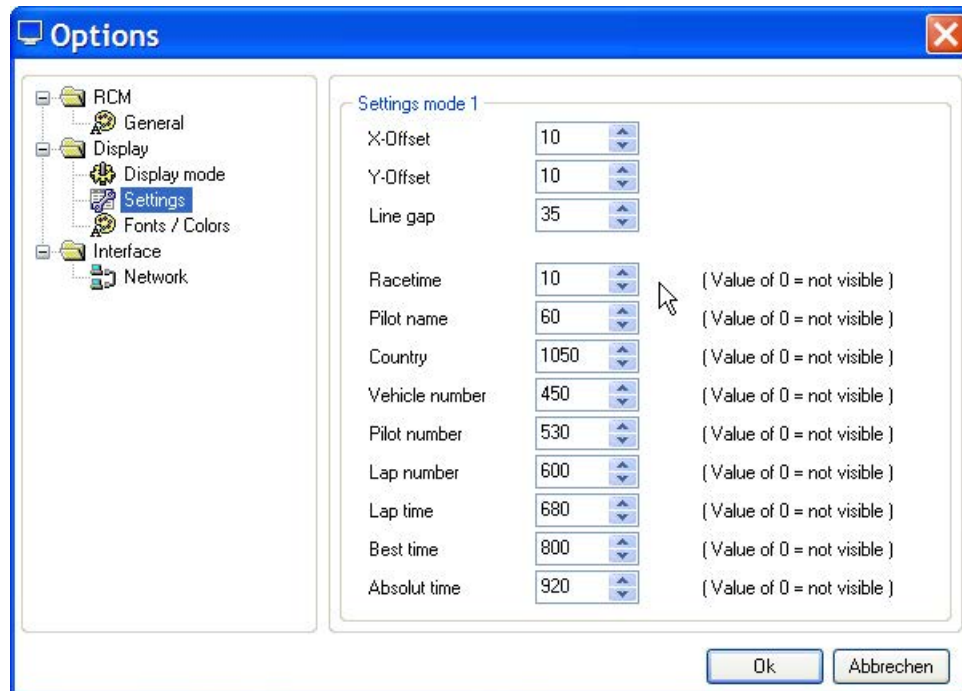 Options
RCM
General
Display
Display mode
Settings
Fonts / Colors
Interface
Network
Settings mode 1
X-Offset 10
Y-Offset 10
Line gap 35
Racetime 10 ( Value of 0 = not visible )
Pilot name 60 ( Value of 0 = not visible )
Country 1050 ( Value of 0 = not visible )
Vehicle number 450 ( Value of 0 = not visible )
Pilot number 530 ( Value of 0 = not visible )
Lap number 600 ( Value of 0 = not visible )
Lap time 680 ( Value of 0 = not visible )
Best time 800 ( Value of 0 = not visible )
Absolut time 920 ( Value of 0 = not visible )
Ok Abbrechen